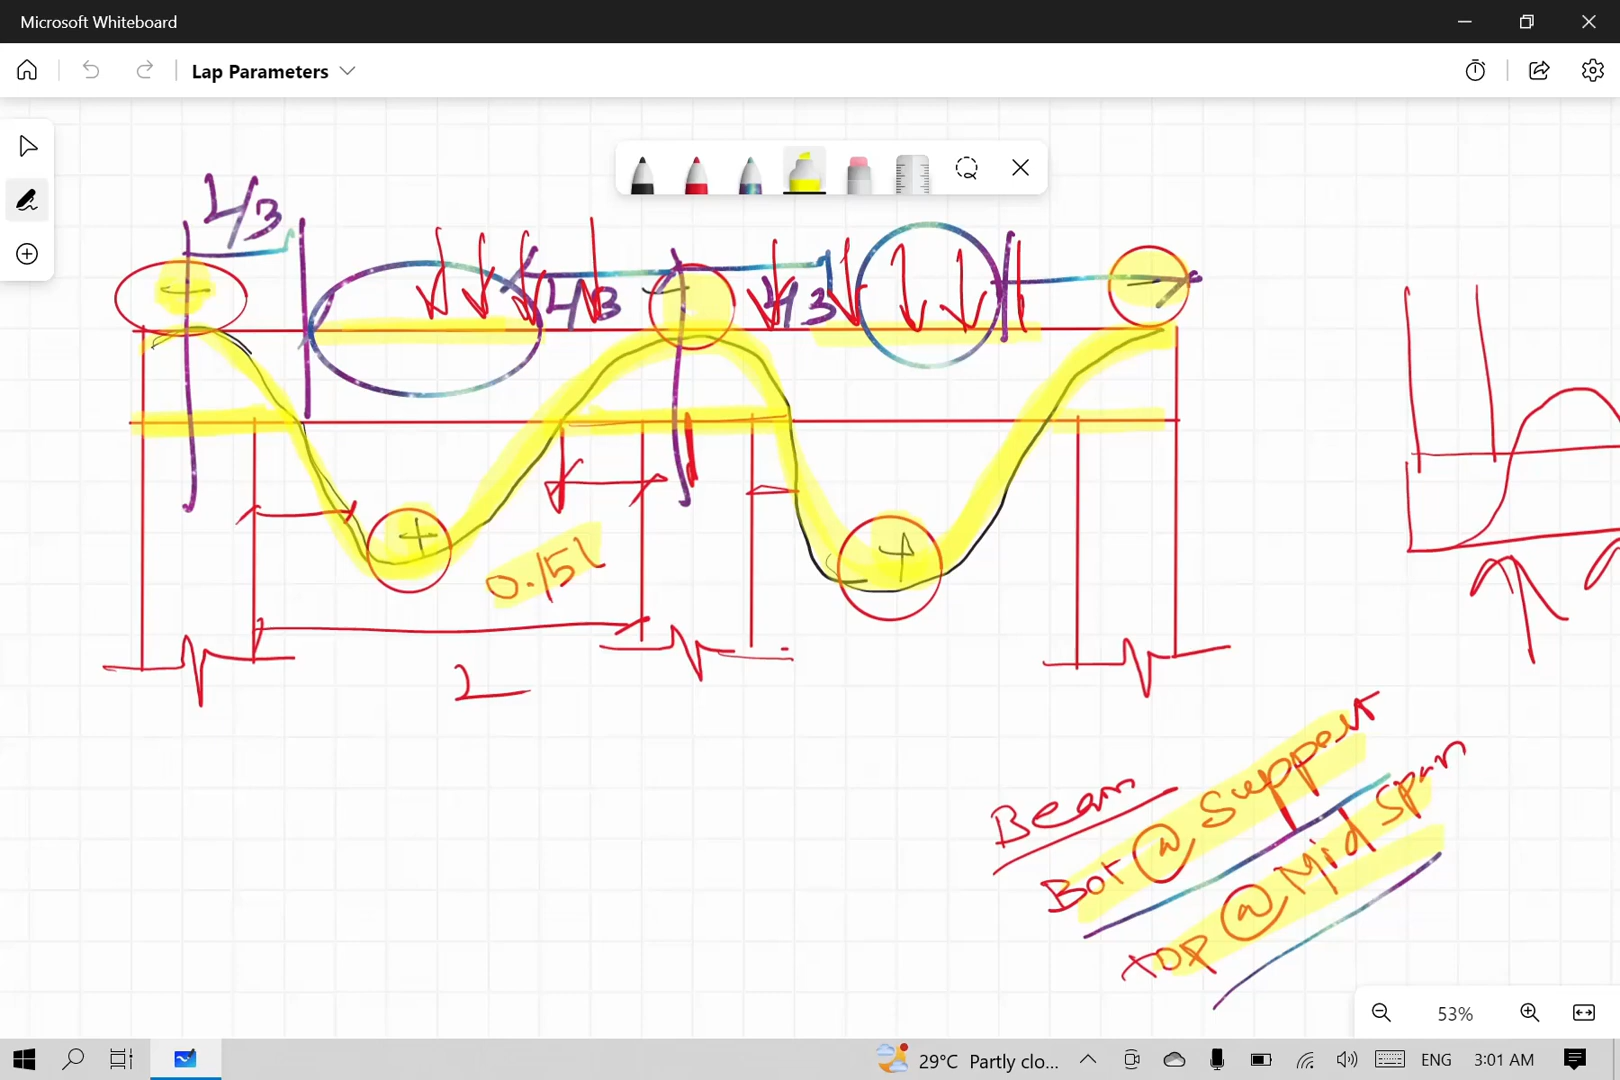 Microsoft Whiteboard
Lap Parameters
L/3
L/3
L/3
+
+
0.15L
L
Beam
Bot @ Support
top @ Mid Span
53%
29°C Partly clo...
ENG
3:01 AM